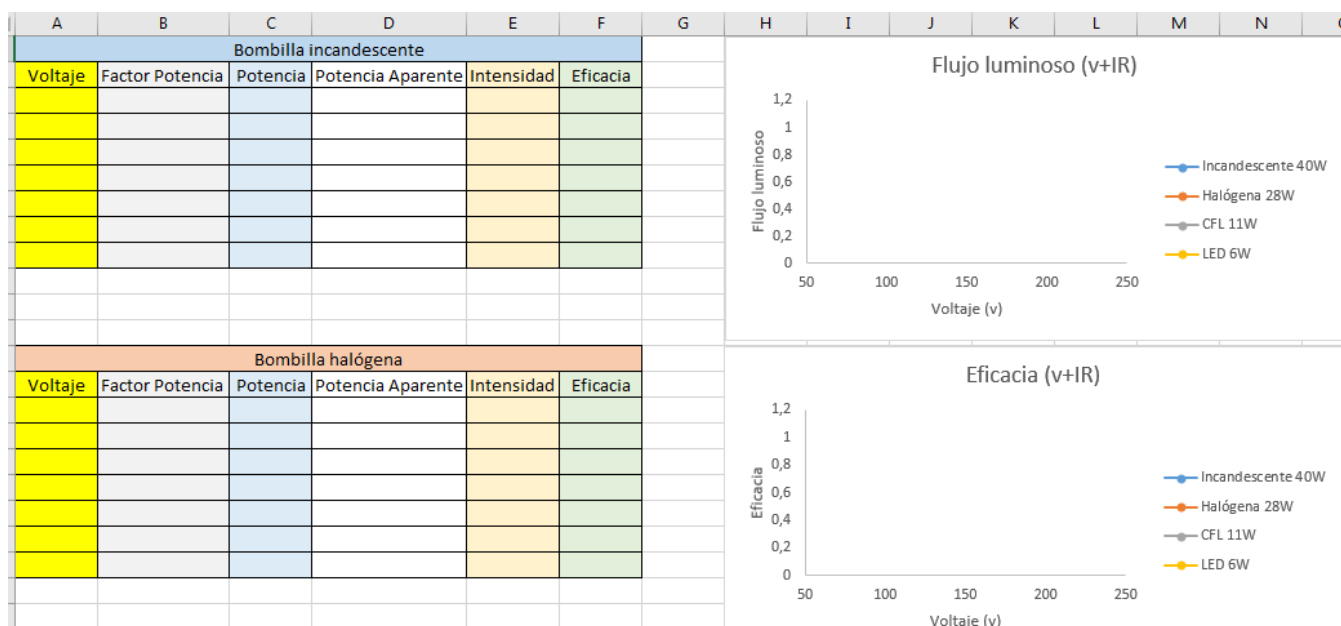 A B C D E F G H I J K L M N
Bombilla incandescente
Voltaje Factor Potencia Potencia Potencia Aparente Intensidad Eficacia
Bombilla halógena
Voltaje Factor Potencia Potencia Potencia Aparente Intensidad Eficacia
Flujo luminoso (v+IR)
Flujo luminoso
1,2
1
0,8
0,6
0,4
0,2
0
50 100 150 200 250
Voltaje (v)
Incandescente 40W
Halógena 28W
CFL 11W
LED 6W
Eficacia (v+IR)
Eficacia
1,2
1
0,8
0,6
0,4
0,2
0
50 100 150 200 250
Voltaje (v)
Incandescente 40W
Halógena 28W
CFL 11W
LED 6W